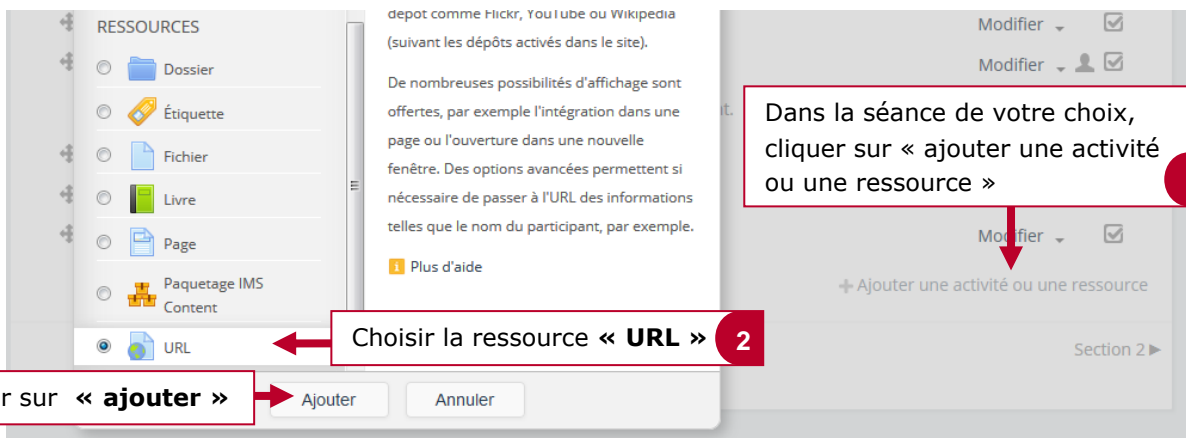 RESSOURCES
Dossier
Étiquette
Fichier
Livre
Page
Paquetage IMS
Content
URL
dépôt comme Flickr, YouTube ou Wikipedia
(suivant les dépôts activés dans le site).
De nombreuses possibilités d'affichage sont
offertes, par exemple l'intégration dans une
page ou l'ouverture dans une nouvelle
fenêtre. Des options avancées permettent si
nécessaire de passer à l'URL des informations
telles que le nom du participant, par exemple.
Plus d'aide
Modifier
Modifier
t.
Dans la séance de votre choix,
cliquer sur « ajouter une activité
ou une ressource »
Modifier
Ajouter une activité ou une ressource
Choisir la ressource « URL » 2
Section 2
r sur « ajouter »
Ajouter
Annuler